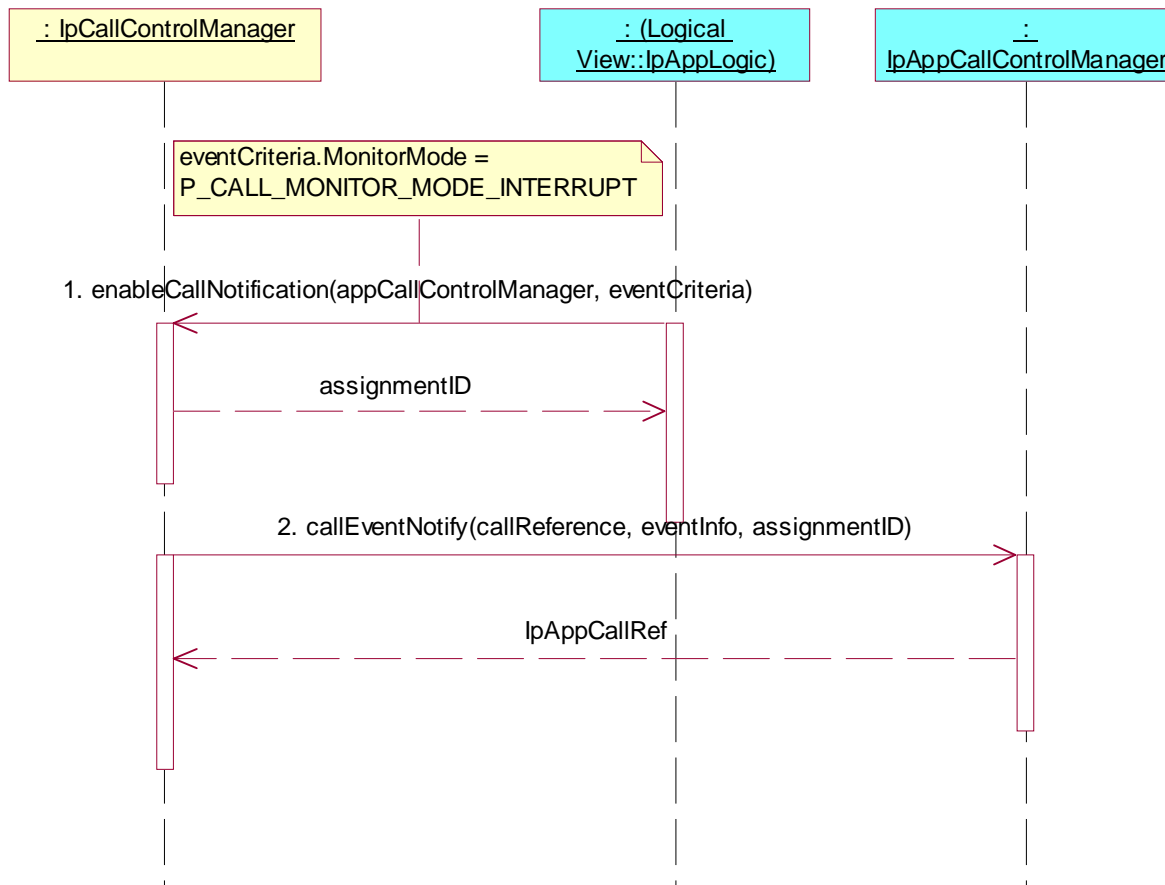 : IpCallControlManager
: (Logical
View::IpAppLogic)
:
IpAppCallControlManager
eventCriteria.MonitorMode =
P_CALL_MONITOR_MODE_INTERRUPT
1. enableCallNotification(appCallControlManager, eventCriteria)
assignmentID
2. callEventNotify(callReference, eventInfo, assignmentID)
IpAppCallRef